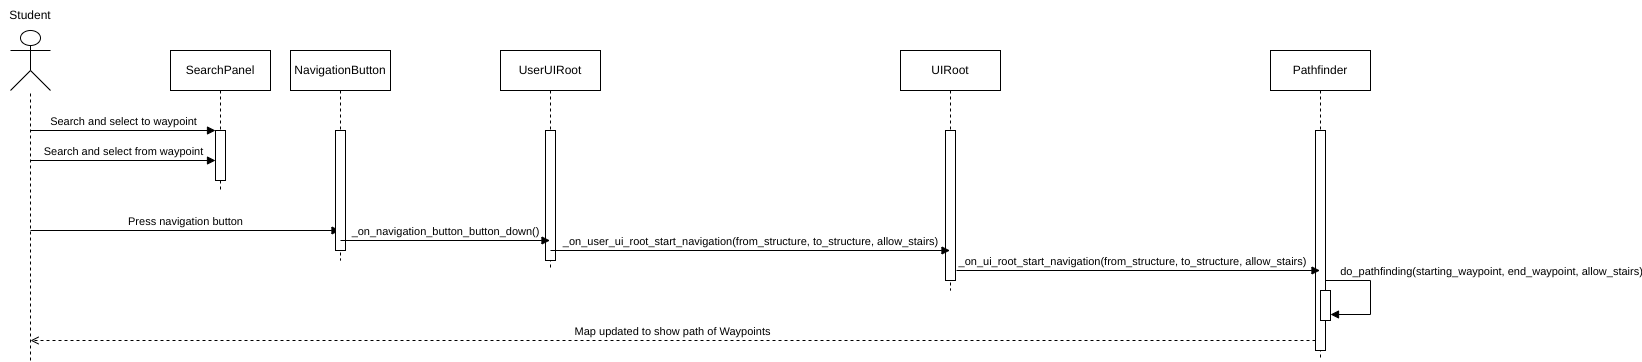 Student
SearchPanel
NavigationButton
UserUIRoot
UIRoot
Pathfinder
Search and select to waypoint
Search and select from waypoint
Press navigation button
_on_navigation_button_button_down()
_on_user_ui_root_start_navigation(from_structure, to_structure, allow_stairs)
_on_ui_root_start_navigation(from_structure, to_structure, allow_stairs)
do_pathfinding(starting_waypoint, end_waypoint, allow_stairs)
Map updated to show path of Waypoints